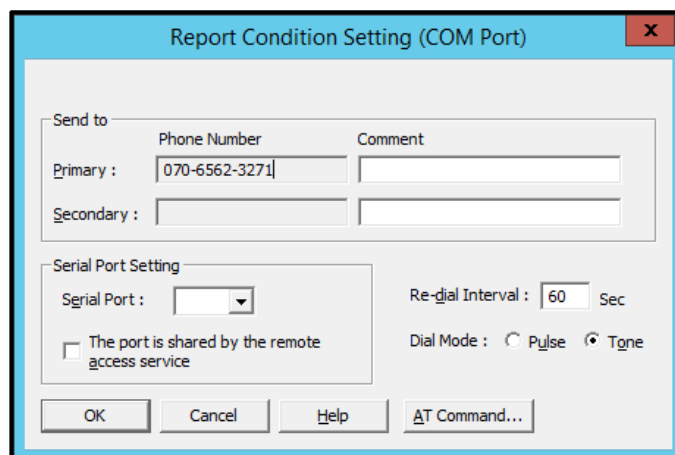 Report Condition Setting (COM Port)
x
Send to
Phone Number Comment
Primary : 070-6562-3271
Secondary :
Serial Port Setting
Serial Port :
Re-dial Interval : 60 Sec
The port is shared by the remote
access service
Dial Mode : Pulse Tone
OK Cancel Help AT Command...